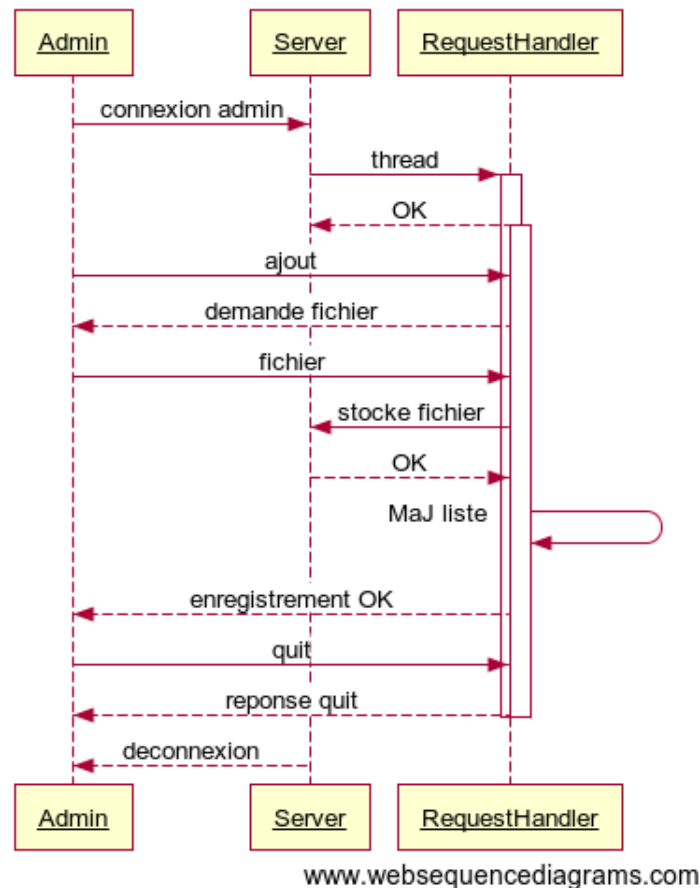 Admin Server RequestHandler
connexion admin
thread
OK
ajout
demande fichier
fichier
stocke fichier
OK
MaJ liste
enregistrement OK
quit
reponse quit
deconnexion
Admin Server RequestHandler
www.websequencediagrams.com